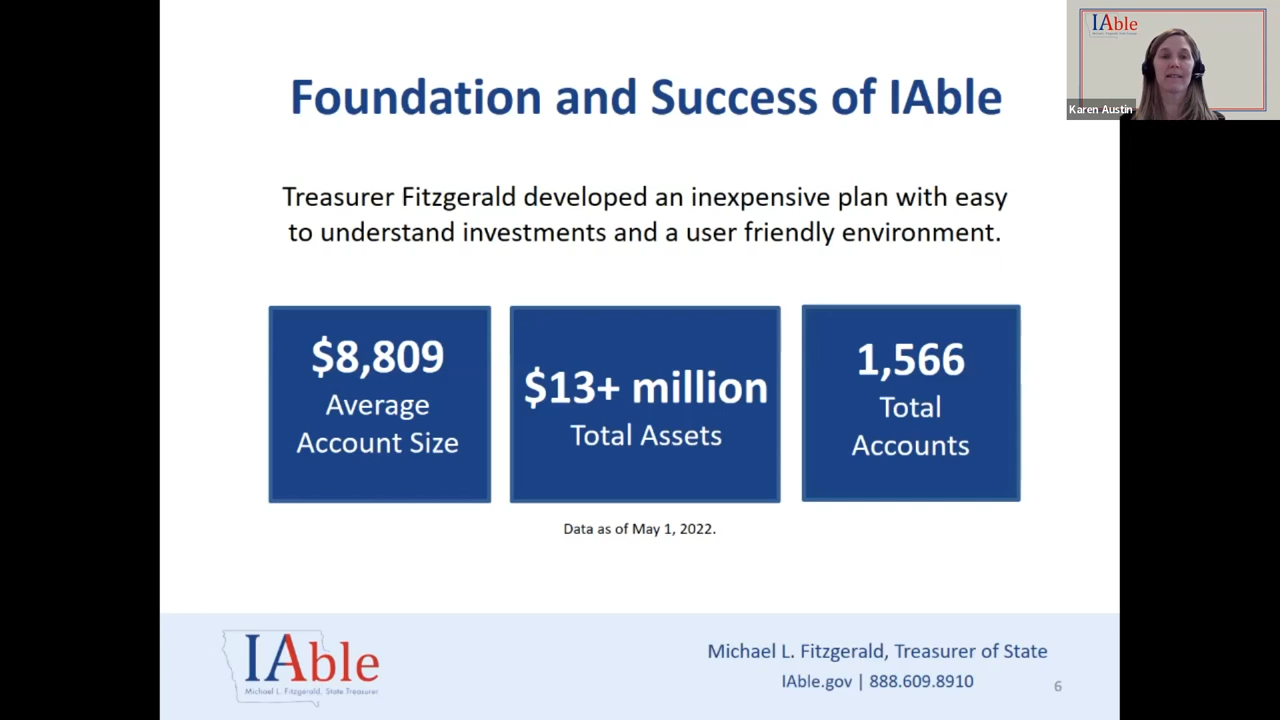 Foundation and Success of IAble
Treasurer Fitzgerald developed an inexpensive plan with easy
to understand investments and a user friendly environment.
$8,809
Average
Account Size
$13+ million
Total Assets
1,566
Total
Accounts
Data as of May 1, 2022.
IAble
Michael L. Fitzgerald, State Treasurer
Michael L. Fitzgerald, Treasurer of State
IAble.gov | 888.609.8910
6
IAble
Karen Austin